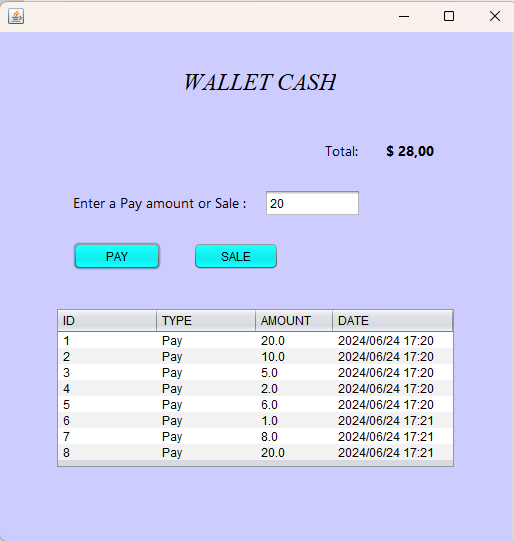 WALLET CASH
Total: $ 28,00
Enter a Pay amount or Sale : 20
PAY SALE
ID TYPE AMOUNT DATE
1 Pay 20.0 2024/06/24 17:20
2 Pay 10.0 2024/06/24 17:20
3 Pay 5.0 2024/06/24 17:20
4 Pay 2.0 2024/06/24 17:20
5 Pay 6.0 2024/06/24 17:20
6 Pay 1.0 2024/06/24 17:21
7 Pay 8.0 2024/06/24 17:21
8 Pay 20.0 2024/06/24 17:21